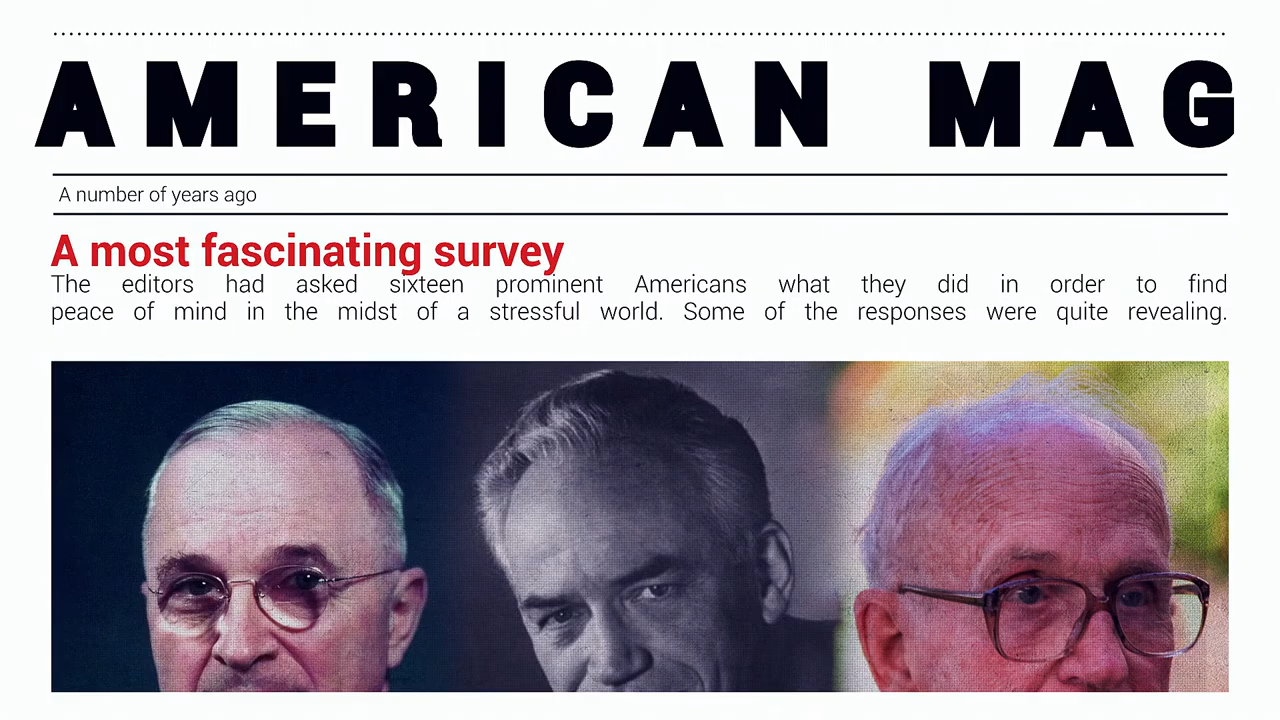 AMERICAN MAG
A number of years ago
A most fascinating survey
The editors had asked sixteen prominent Americans what they did in order to find
peace of mind in the midst of a stressful world. Some of the responses were quite revealing.